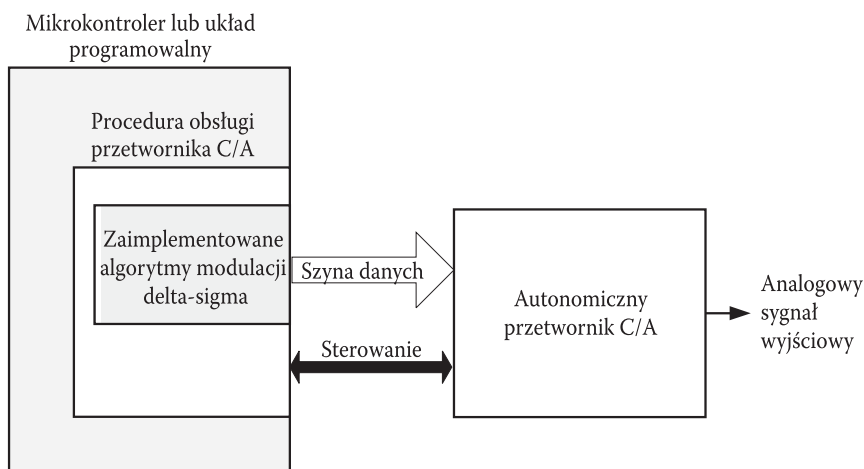 Mikrokontroler lub układ
programowalny
Procedura obsługi
przetwornika C/A
Zaimplementowane
algorytmy modulacji
delta-sigma
Szyna danych
Sterowanie
Autonomiczny
przetwornik C/A
Analogowy
sygnał
wyjściowy